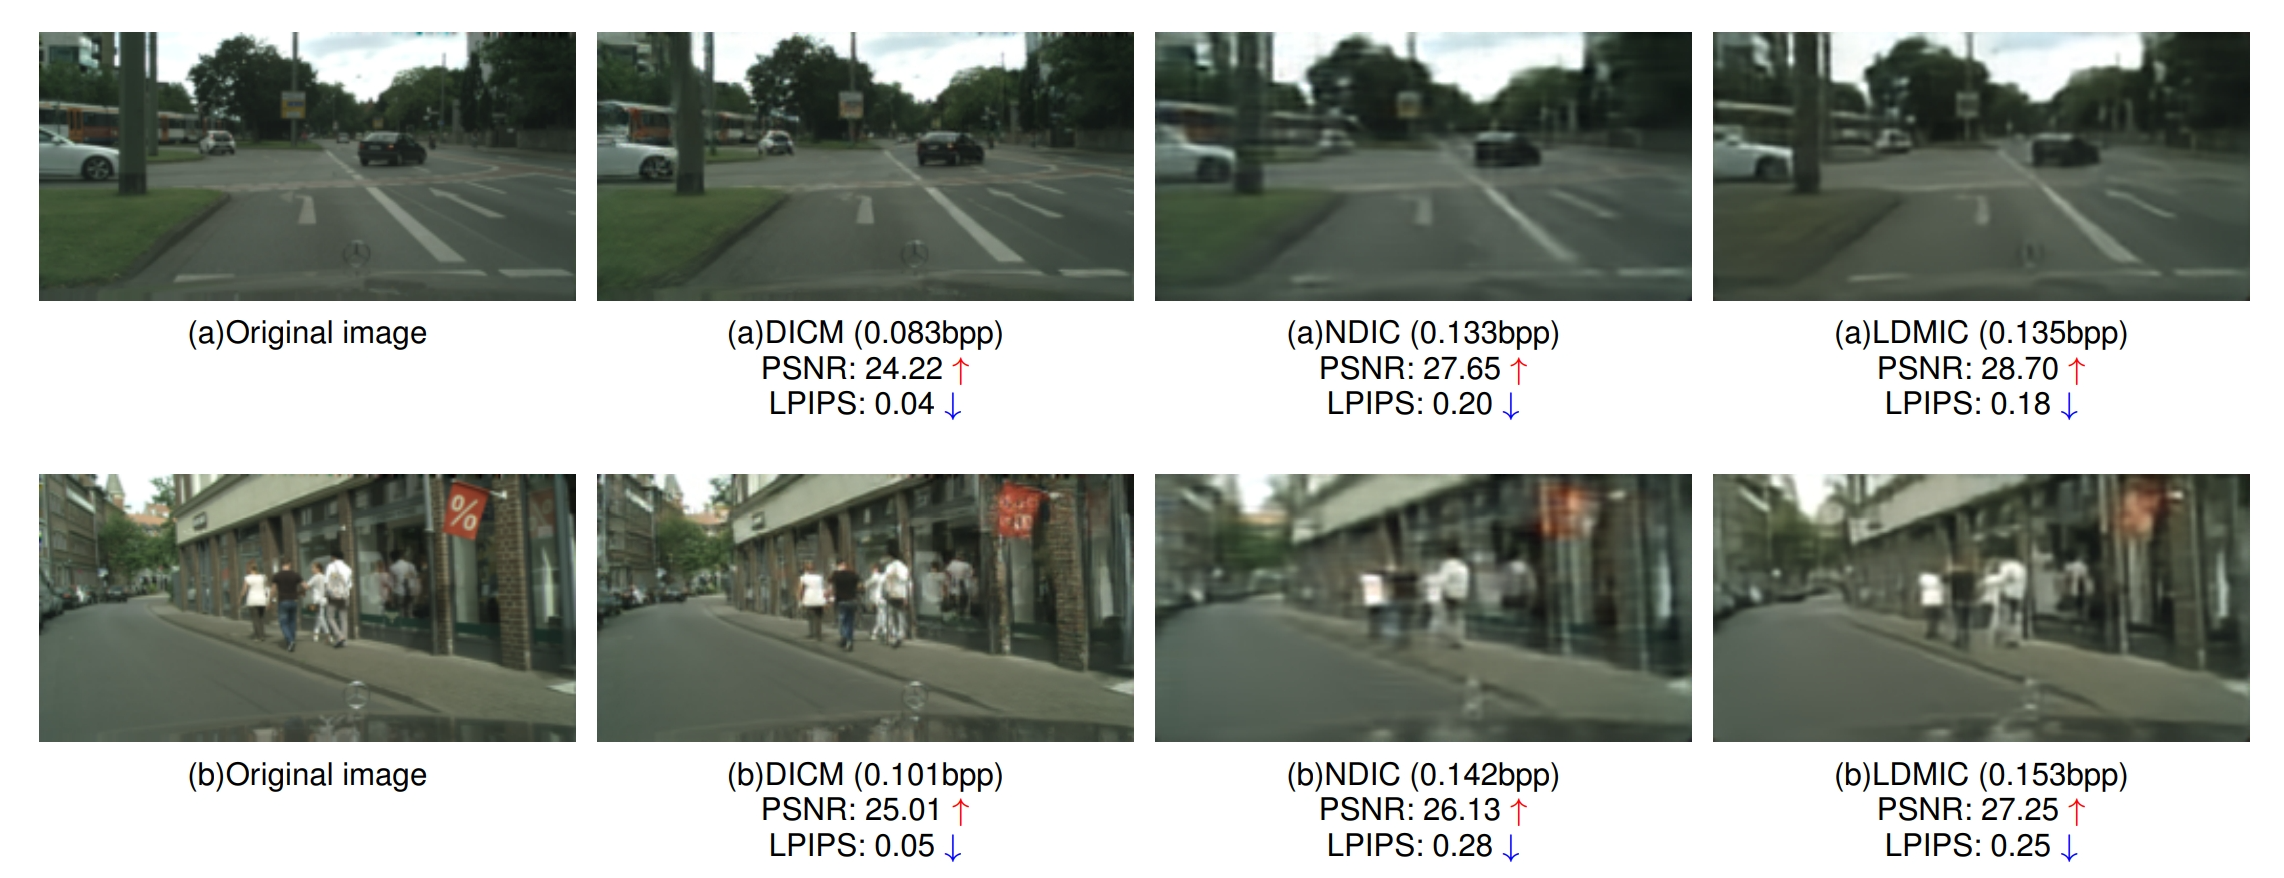 %
(a)Original image
(a)DICM (0.083bpp)
PSNR: 24.22 ↑
LPIPS: 0.04 ↓
(a)NDIC (0.133bpp)
PSNR: 27.65 ↑
LPIPS: 0.20 ↓
(a)LDMIC (0.135bpp)
PSNR: 28.70 ↑
LPIPS: 0.18 ↓
(b)Original image
(b)DICM (0.101bpp)
PSNR: 25.01 ↑
LPIPS: 0.05 ↓
(b)NDIC (0.142bpp)
PSNR: 26.13 ↑
LPIPS: 0.28 ↓
(b)LDMIC (0.153bpp)
PSNR: 27.25 ↑
LPIPS: 0.25 ↓